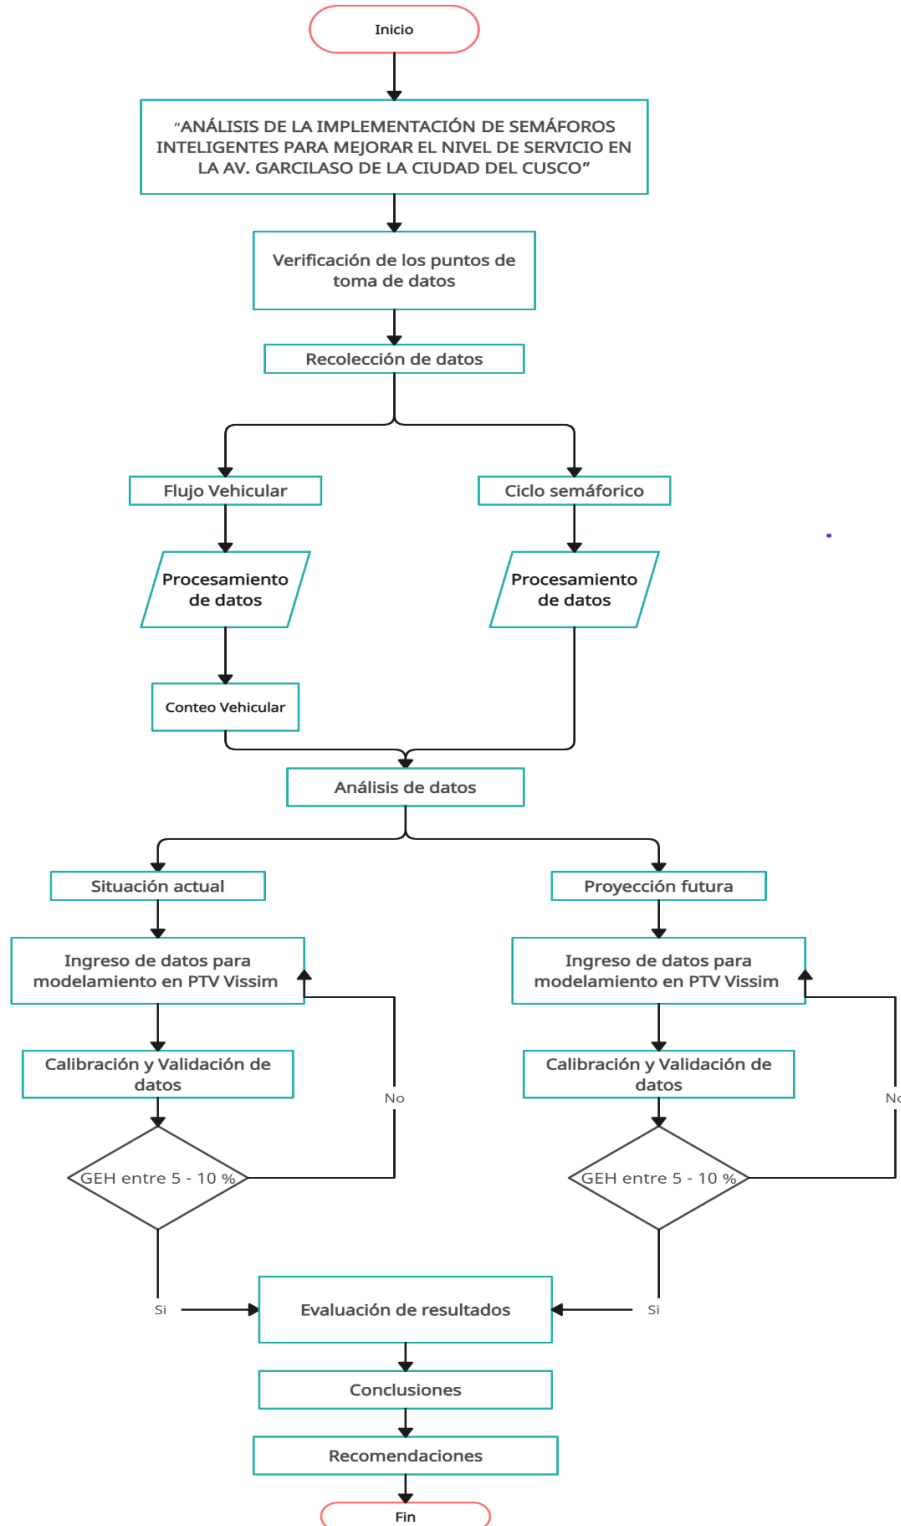 Inicio
“ANÁLISIS DE LA IMPLEMENTACIÓN DE SEMÁFOROS
INTELIGENTES PARA MEJORAR EL NIVEL DE SERVICIO EN
LA AV. GARCILASO DE LA CIUDAD DEL CUSCO”
Verificación de los puntos de
toma de datos
Recolección de datos
Flujo Vehicular
Ciclo semáforico
Procesamiento
de datos
Procesamiento
de datos
Conteo Vehicular
Análisis de datos
Situación actual
Proyección futura
Ingreso de datos para
modelamiento en PTV Vissim
Ingreso de datos para
modelamiento en PTV Vissim
Calibración y Validación de
datos
Calibración y Validación de
datos
No
No
GEH entre 5 - 10 %
GEH entre 5 - 10 %
Si
Evaluación de resultados
Si
Conclusiones
Recomendaciones
Fin